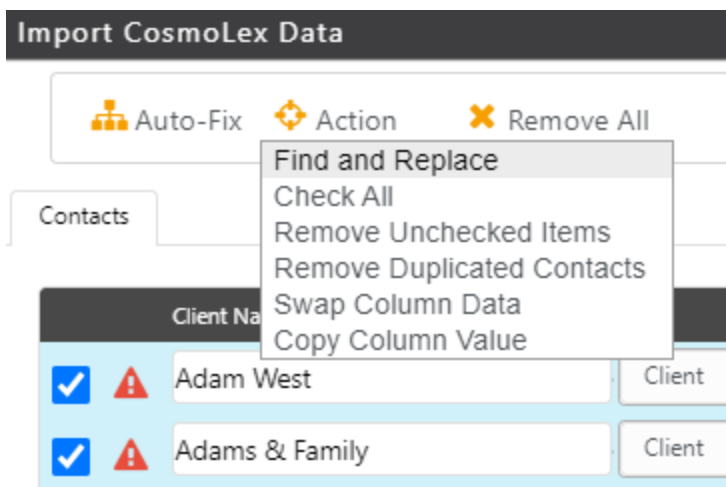 Import CosmoLex Data
Auto-Fix Action Remove All
Find and Replace
Check All
Remove Unchecked Items
Remove Duplicated Contacts
Swap Column Data
Copy Column Value
Contacts
Client Na
Adam West Client
Adams & Family Client